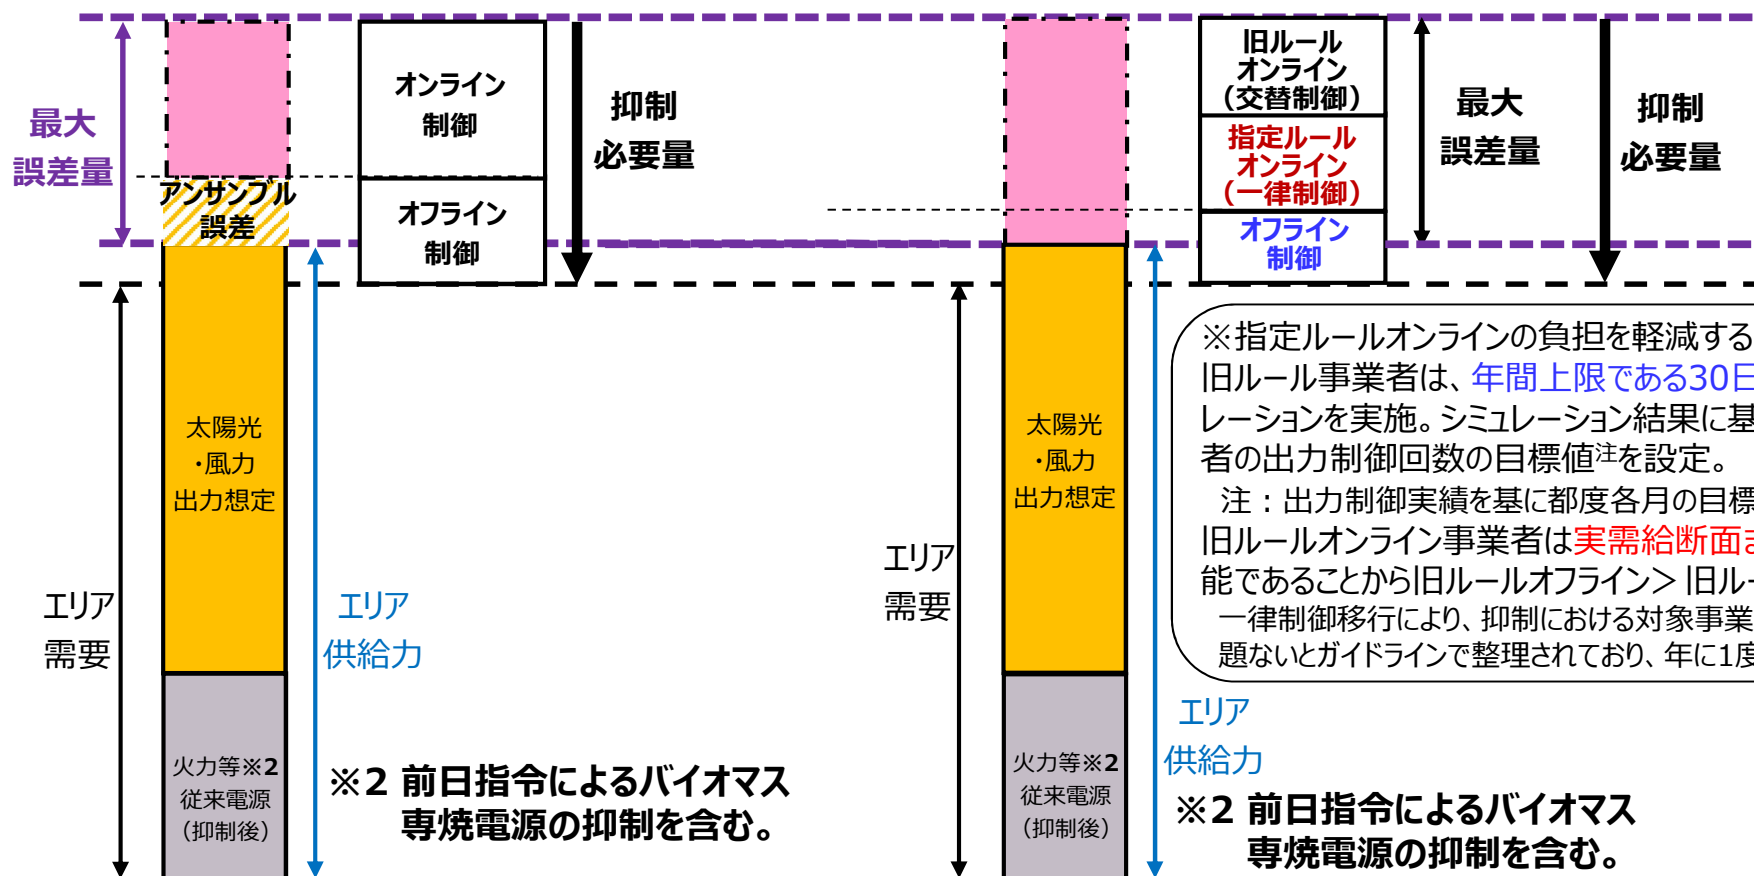 最大
誤差量
アンサンブル
誤差
オンライン
制御
オフライン
制御
抑制
必要量
太陽光
・風力
出力想定
エリア
需要
エリア
供給力
火力等※2
従来電源
（抑制後）
※2 前日指令によるバイオマス
専焼電源の抑制を含む。
旧ルール
オンライン
（交替制御）
指定ルール
オンライン
（一律制御）
オフライン
制御
最大
誤差量
抑制
必要量
太陽光
・風力
出力想定
エリア
需要
エリア
供給力
火力等※2
従来電源
（抑制後）
※指定ルールオンラインの負担を軽減する
旧ルール事業者は、年間上限である30日
レーションを実施。シミュレーション結果に基
者の出力制御回数の目標値注を設定。
注：出力制御実績を基に都度各月の目標
旧ルールオンライン事業者は実需給断面ま
能であることから旧ルールオフライン＞旧ルー
一律制御移行により、抑制における対象事業
題ないとガイドラインで整理されており、年に1度
※2 前日指令によるバイオマス
専焼電源の抑制を含む。